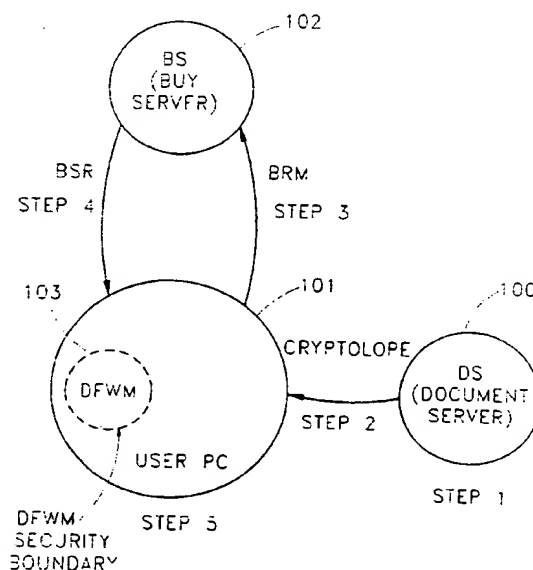 102
BS
(BUY
SERVER)
BSR
BRM
STEP 4
STEP 3
103
101
100
CRYPTOLOPE
DS
(DOCUMENT
SERVER)
DFWM
STEP 2
USER PC
STEP 1
DFWM
SECURITY
BOUNDARY
STEP 5